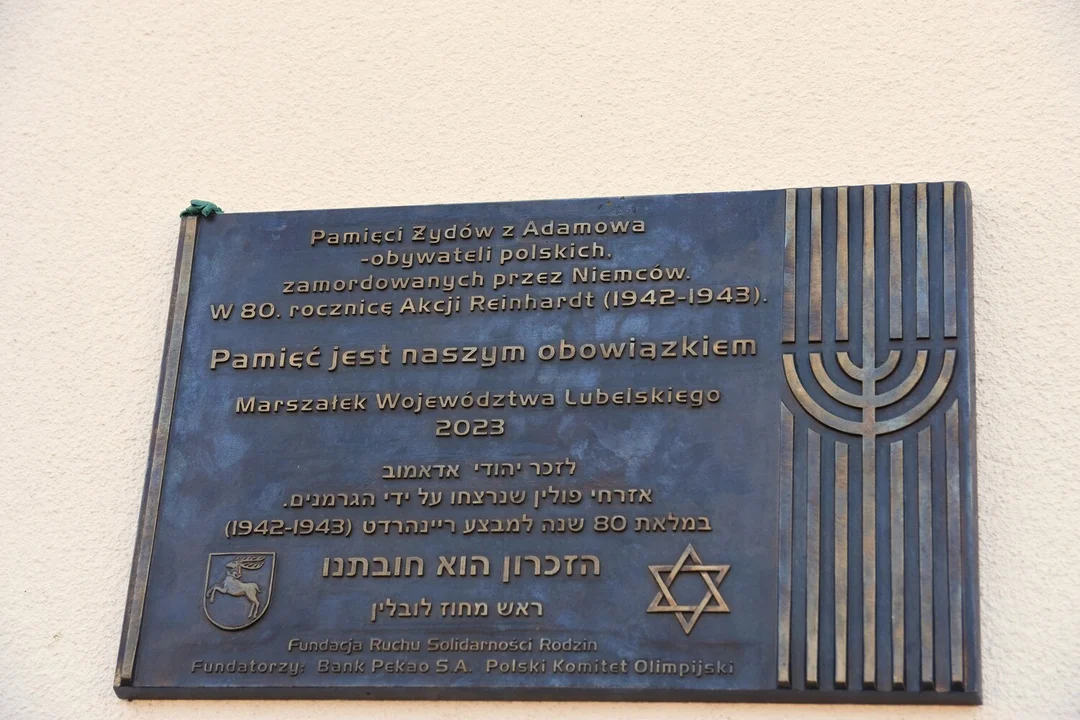 Pamięci Żydów z Adamowa
-obywateli polskich,
zamordowanych przez Niemców.
W 80. rocznicę Akcji Reinhardt (1942-1943).
Pamięć jest naszym obowiązkiem
Marszałek Województwa Lubelskiego
2023
לזכר יהודי אדאמוב
אזרחי פולין שנרצחו על ידי הגרמנים.
במלאת 80 שנה למבצע ריינהרדט (1942-1943)
הזכרון הוא חובתנו
ראש מחוז לובלין
Fundacja Ruchu Solidarności Rodzin
Fundatorzy: Bank Pekao S.A. Polski Komitet Olimpijski